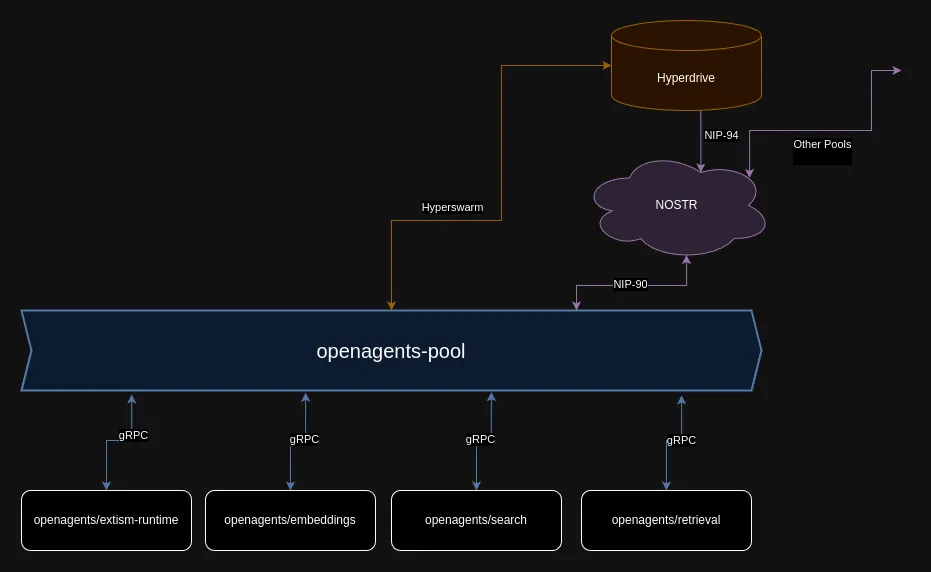 Hyperdrive
NIP-94
Other Pools
Hyperswarm
NOSTR
NIP-90
openagents-pool
gRPC
gRPC
gRPC
gRPC
openagents/extism-runtime
openagents/embeddings
openagents/search
openagents/retrieval